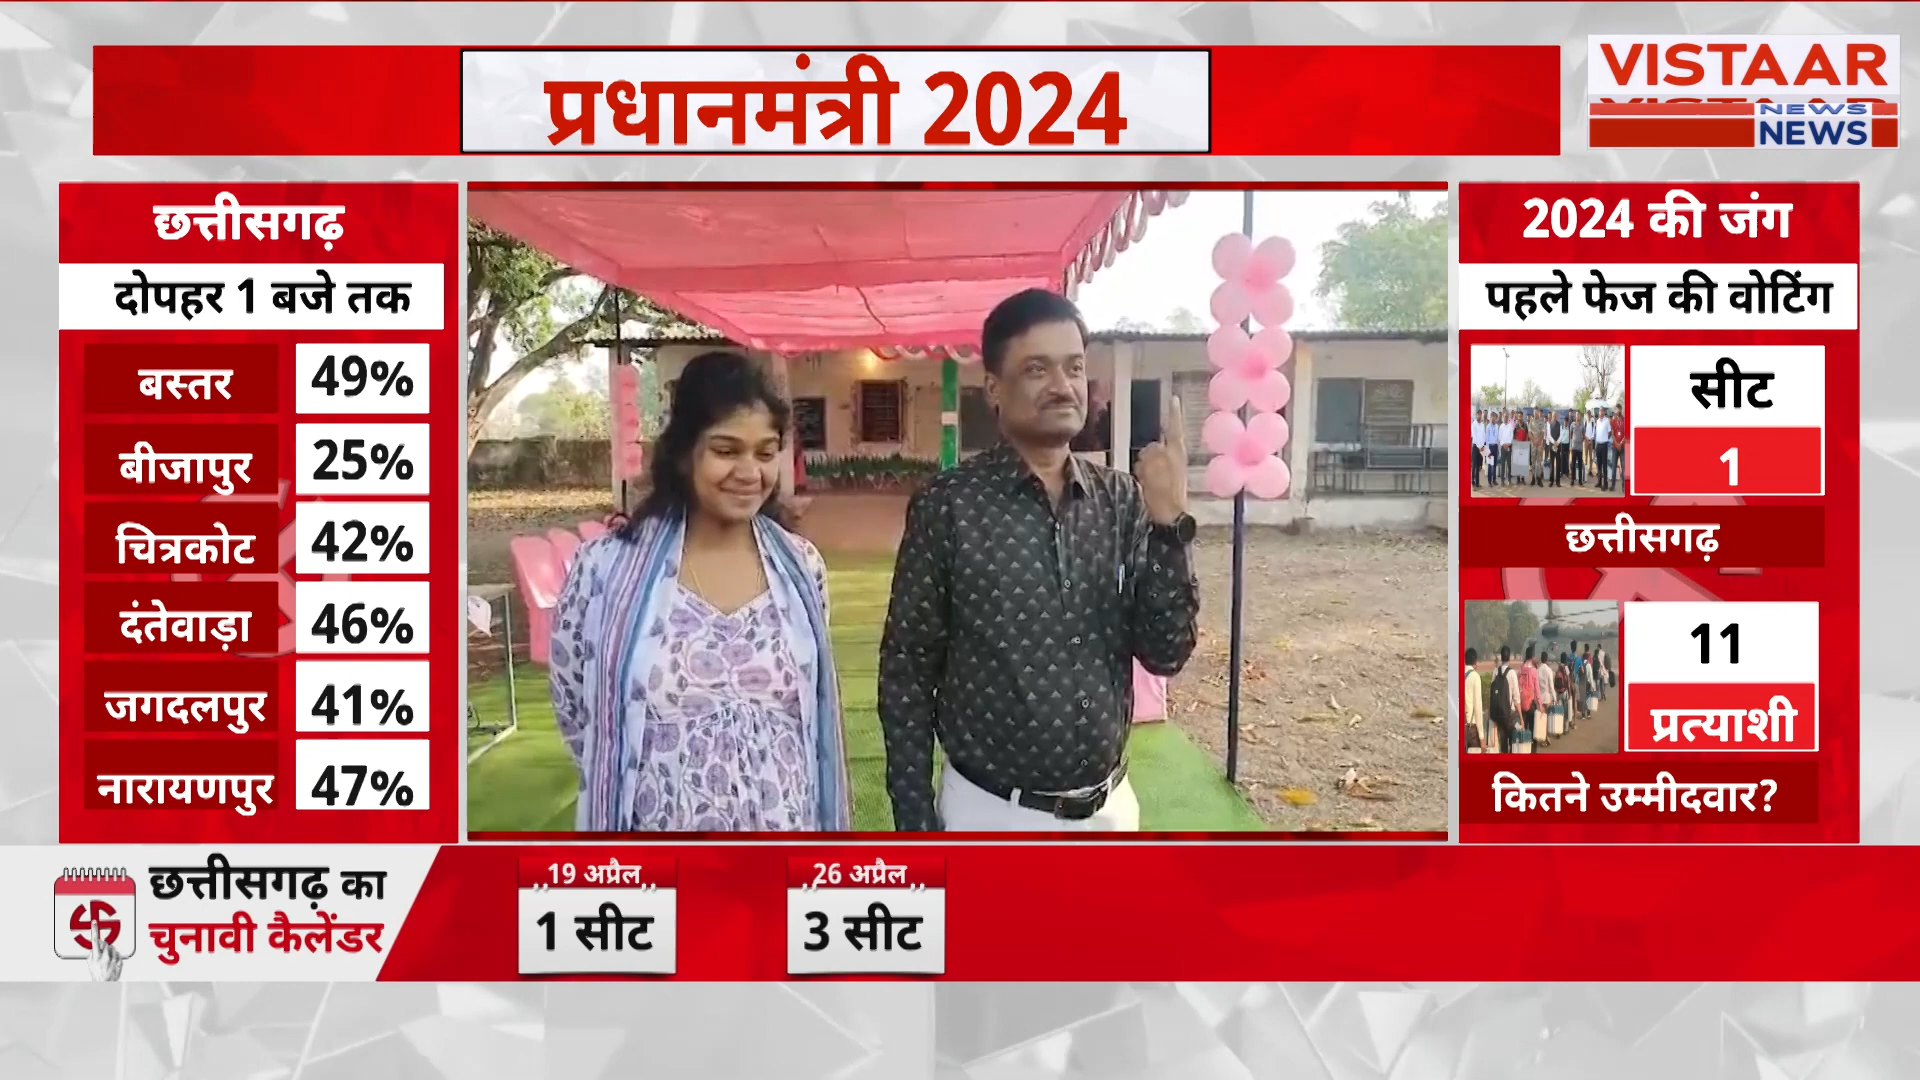 प्रधानमंत्री 2024
VISTAAR
NEWS
NEWS
छत्तीसगढ़
दोपहर 1 बजे तक
बस्तर 49%
बीजापुर 25%
चित्रकोट 42%
दंतेवाड़ा 46%
जगदलपुर 41%
नारायणपुर 47%
2024 की जंग
पहले फेज की वोटिंग
सीट
1
छत्तीसगढ़
11
प्रत्याशी
कितने उम्मीदवार?
छत्तीसगढ़ का
चुनावी कैलेंडर
19 अप्रैल
1 सीट
26 अप्रैल
3 सीट